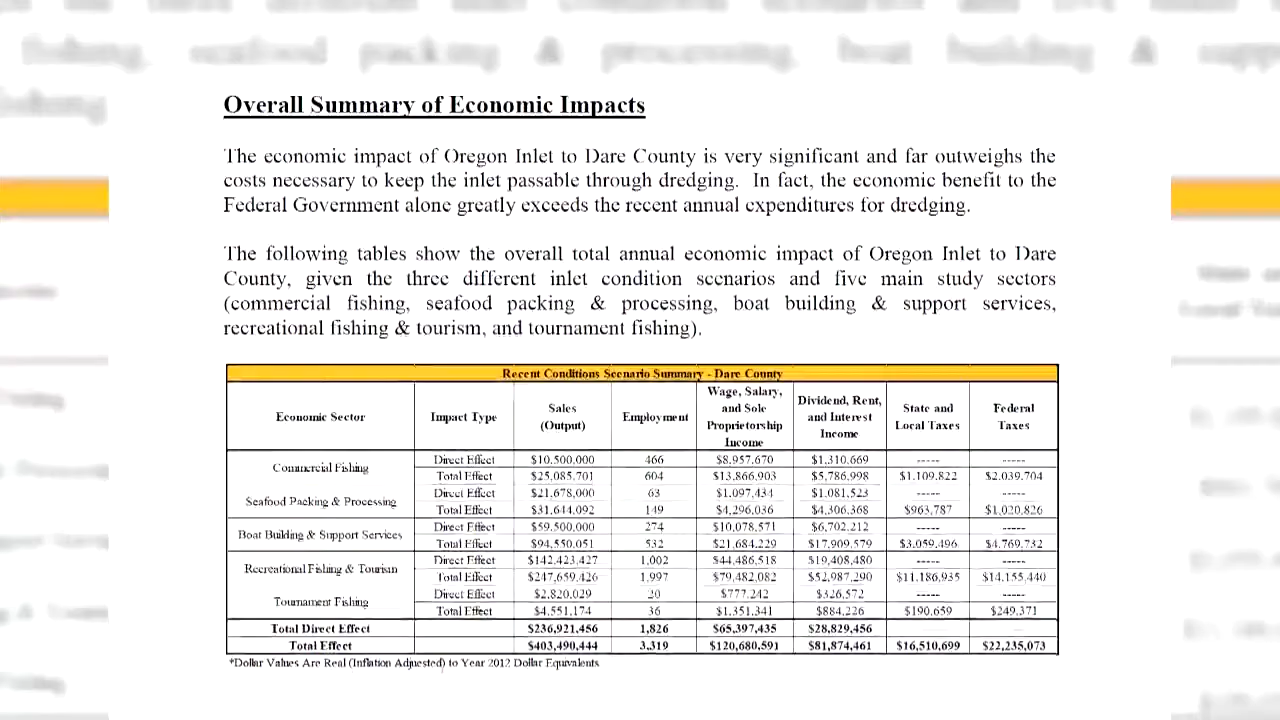 Overall Summary of Economic Impacts
The economic impact of Oregon Inlet to Dare County is very significant and far outweighs the
costs necessary to keep the inlet passable through dredging. In fact, the economic benefit to the
Federal Government alone greatly exceeds the recent annual expenditures for dredging.
The following tables show the overall total annual economic impact of Oregon Inlet to Dare
County, given the three different inlet condition scenarios and five main study sectors
(commercial fishing, seafood packing & processing, boat building & support services,
recreational fishing & tourism, and tournament fishing).
Recent Conditions Scenario Summary - Dare County
Economic Sector Impact Type Sales (Output) Employment Wage, Salary, and Sole Proprietorship Income Dividend, Rent, and Interest Income State and Local Taxes Federal Taxes
Commercial Fishing Direct Effect $10,500,000 466 $8,957,670 $1,310,669 ----- -----
Total Effect $25,085,701 604 $13,866,903 $5,786,998 $1,109,822 $2,039,704
Seafood Packing & Processing Direct Effect $21,678,000 63 $1,097,434 $1,081,523 ----- -----
Total Effect $31,644,092 149 $4,296,036 $4,306,368 $963,787 $1,020,826
Boat Building & Support Services Direct Effect $59,500,000 274 $10,078,571 $6,702,212 ----- -----
Total Effect $94,550,051 532 $21,684,229 $17,909,579 $3,059,496 $4,769,732
Recreational Fishing & Tourism Direct Effect $142,423,427 1,002 $44,486,518 $19,408,480 ----- -----
Total Effect $247,659,426 1,997 $79,482,082 $52,987,290 $11,186,935 $14,155,440
Tournament Fishing Direct Effect $2,820,029 20 $777,242 $326,572 ----- -----
Total Effect $4,551,174 36 $1,351,341 $884,226 $190,659 $249,371
Total Direct Effect $236,921,456 1,826 $65,397,435 $28,829,456
Total Effect $403,490,444 3,319 $120,680,591 $81,874,461 $16,510,699 $22,235,073
*Dollar Values Are Real (Inflation Adjusted) to Year 2012 Dollar Equivalents